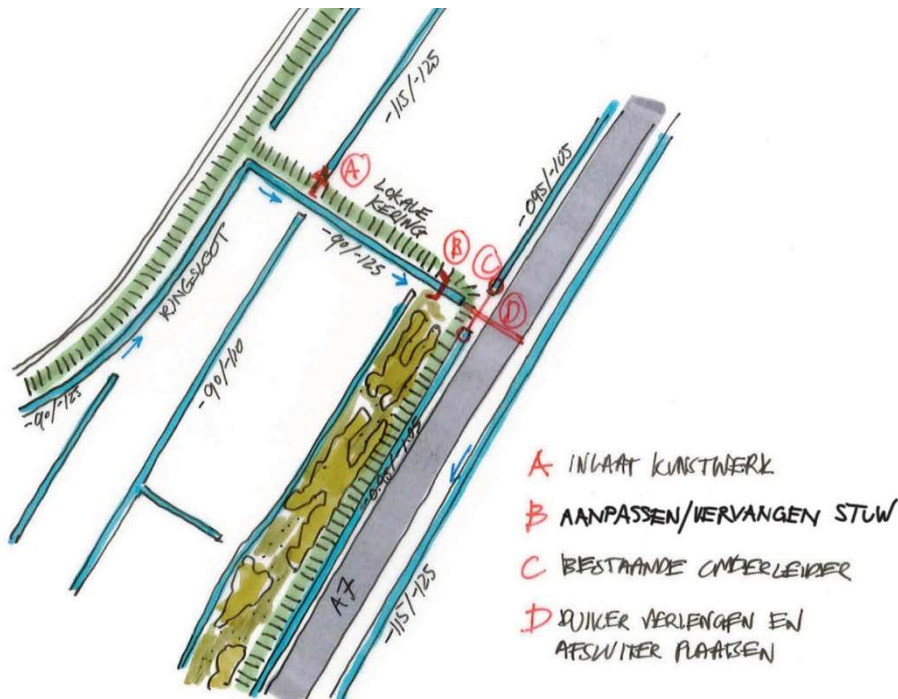 -115/-125
A
LOKALE
KERING
-095/-105
B
C
-90/-125
RINGSLOOT
D
-90/-110
-90/-125
A7
-115/-125
A INLAAT KUNSTWERK
B AANPASSEN/VERVANGEN STUW
C BESTAANDE ONDERLEIDER
D DUIKER VERLENGEN EN
AFSLUITER PLAATSEN